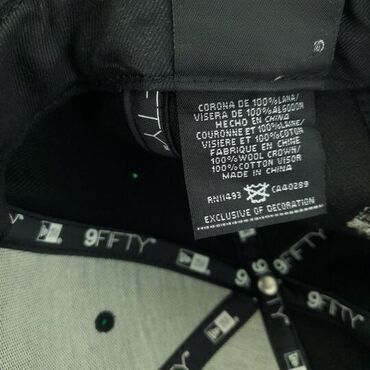 CORONA DE 100%LANA/
VISERA DE 100%ALGODON
HECHO EN CHINA
COURONNE ET 100%LAINE/
VISIERE ET 100%COTON
FABRIQUE EN CHINE
100% WOOL CROWN/
100% COTTON VISOR
MADE IN CHINA
RN11493 CA40289
EXCLUSIVE OF DECORATION
FFTY
9FIFTY
9FIFTY
9FIFTY